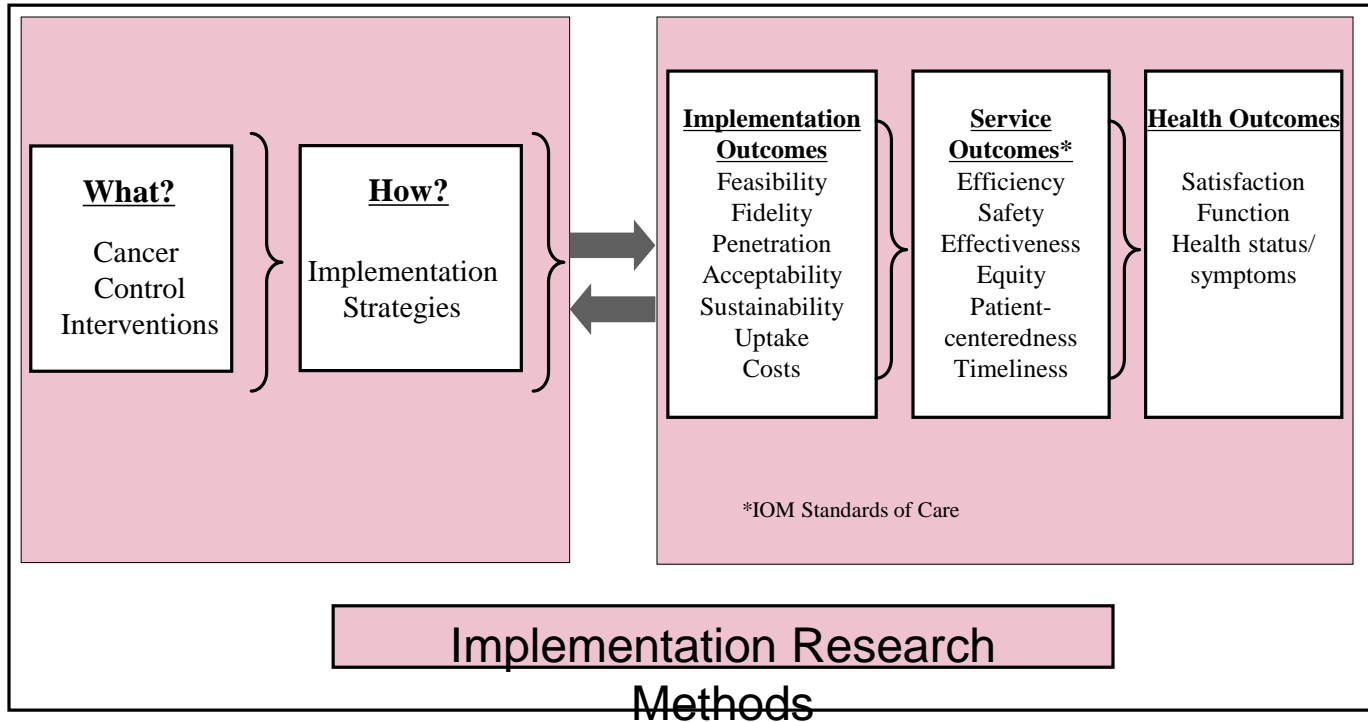 What?
Cancer
Control
Interventions
How?
Implementation
Strategies
Implementation
Outcomes
Feasibility
Fidelity
Penetration
Acceptability
Sustainability
Uptake
Costs
Service
Outcomes*
Efficiency
Safety
Effectiveness
Equity
Patient-
centeredness
Timeliness
Health Outcomes
Satisfaction
Function
Health status/
symptoms
*IOM Standards of Care
Implementation Research
Methods